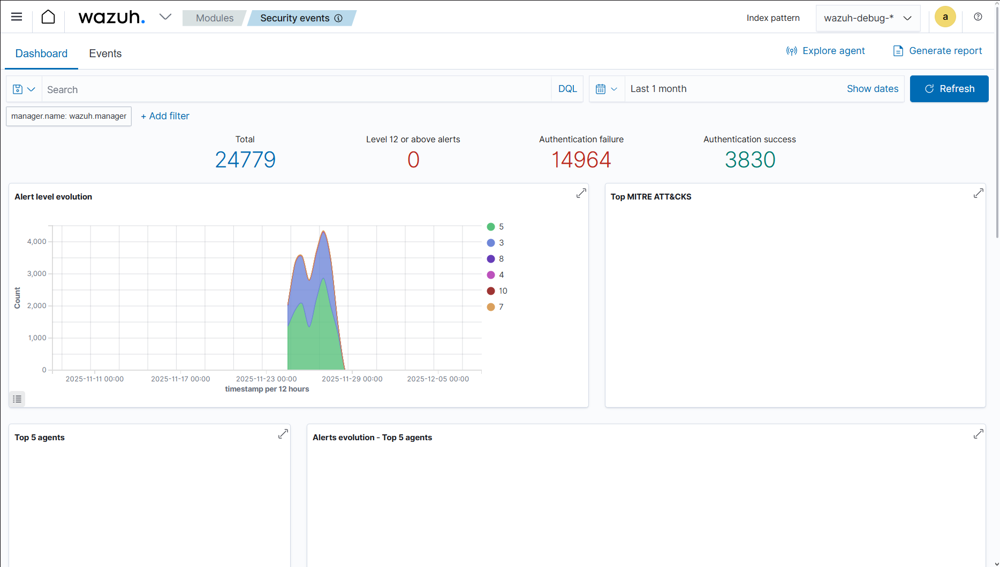 wazuh.
Modules
Security events
Index pattern
wazuh-debug-*
a
Dashboard
Events
Explore agent
Generate report
Search
DQL
Last 1 month
Show dates
Refresh
manager.name: wazuh.manager
+ Add filter
Total
24779
Level 12 or above alerts
0
Authentication failure
14964
Authentication success
3830
Alert level evolution
4,000
3,000
2,000
1,000
0
Count
2025-11-11 00:00
2025-11-17 00:00
2025-11-23 00:00
2025-11-29 00:00
2025-12-05 00:00
timestamp per 12 hours
5
3
8
4
10
7
Top MITRE ATT&CKS
Top 5 agents
Alerts evolution - Top 5 agents